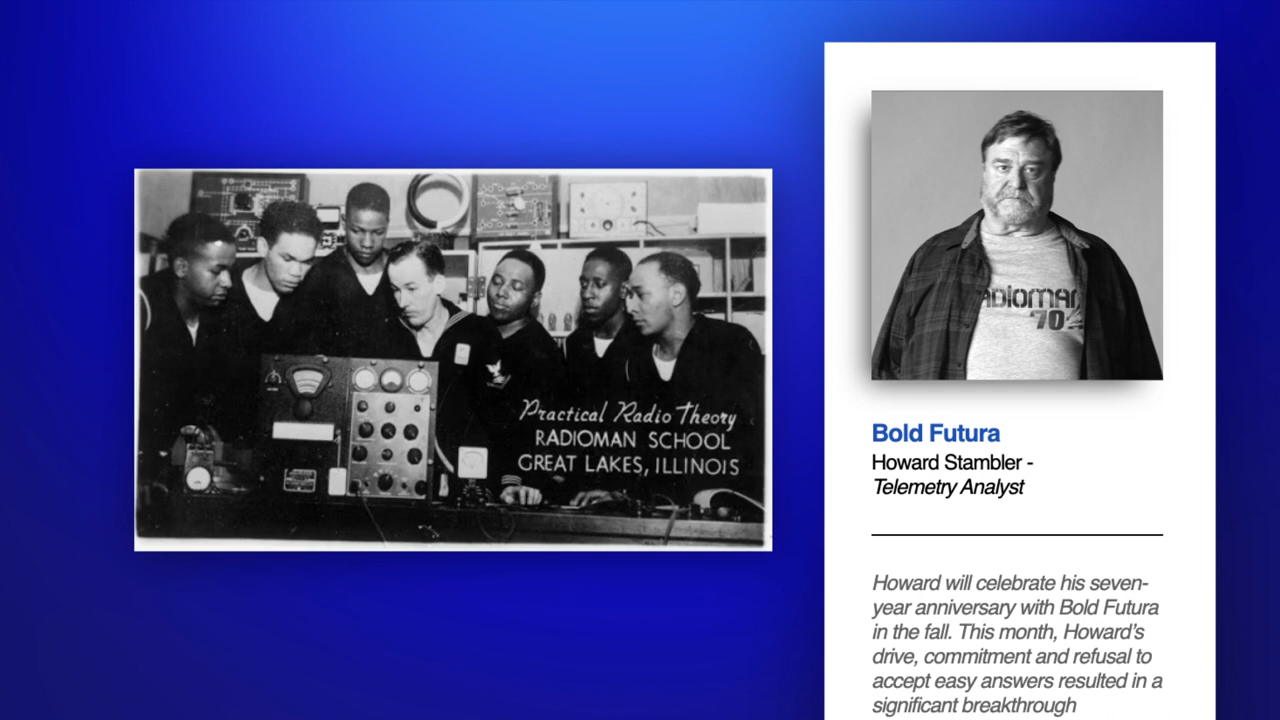 Practical Radio Theory
RADIOMAN SCHOOL
GREAT LAKES, ILLINOIS
RADIOMAN
70
Bold Futura
Howard Stambler -
Telemetry Analyst
Howard will celebrate his seven-
year anniversary with Bold Futura
in the fall. This month, Howard’s
drive, commitment and refusal to
accept easy answers resulted in a
significant breakthrough